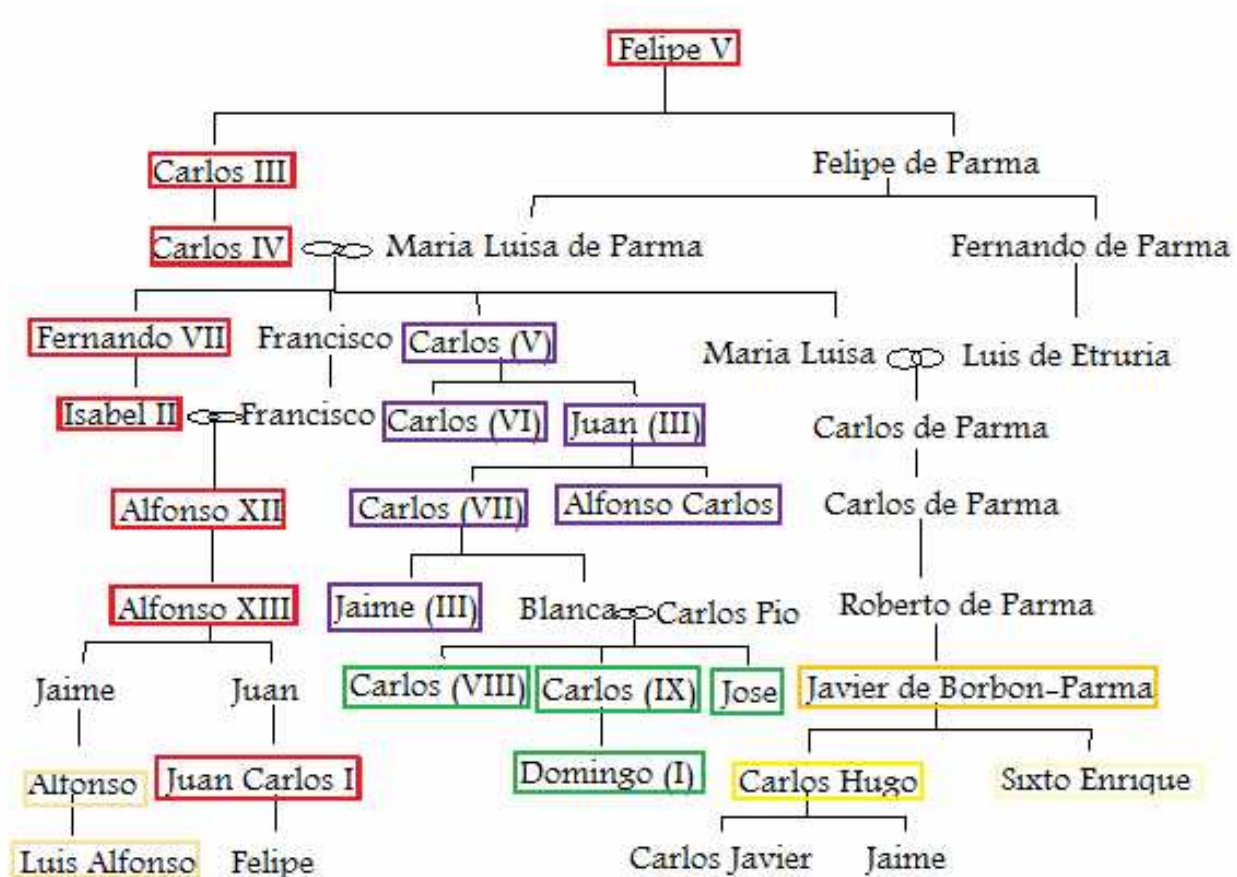 Felipe V
Carlos III
Felipe de Parma
Carlos IV
Maria Luisa de Parma
Fernando de Parma
Fernando VII
Francisco
Carlos (V)
Maria Luisa
Luis de Etruria
Isabel II
Francisco
Carlos (VI)
Juan (III)
Carlos de Parma
Alfonso XII
Carlos (VII)
Alfonso Carlos
Carlos de Parma
Alfonso XIII
Jaime (III)
Blanca
Carlos Pio
Roberto de Parma
Jaime
Juan
Carlos (VIII)
Carlos (IX)
Jose
Javier de Borbon-Parma
Alfonso
Juan Carlos I
Domingo (I)
Carlos Hugo
Sixto Enrique
Luis Alfonso
Felipe
Carlos Javier
Jaime